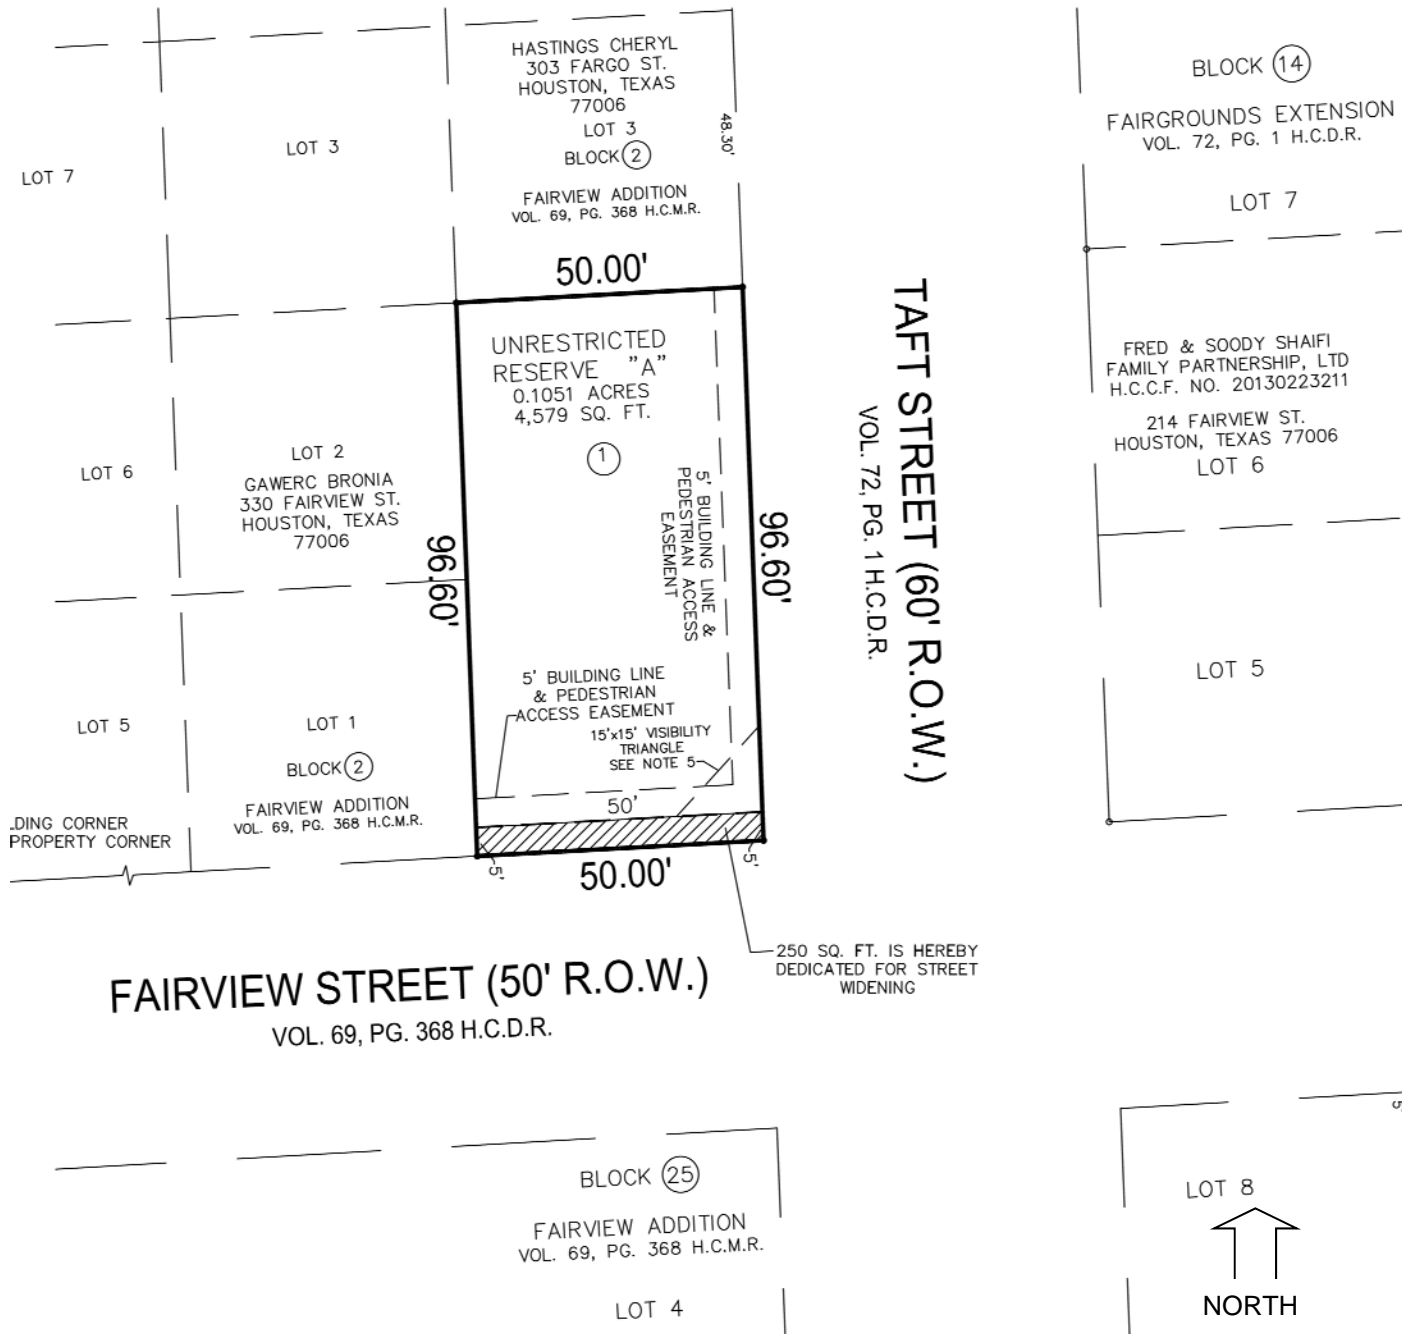 HASTINGS CHERYL
303 FARGO ST.
HOUSTON, TEXAS
77006
LOT 3
BLOCK 2
FAIRVIEW ADDITION
VOL. 69, PG. 368 H.C.M.R.
48.30'
BLOCK 14
FAIRGROUNDS EXTENSION
VOL. 72, PG. 1 H.C.D.R.
LOT 7
LOT 7
LOT 3
50.00'
UNRESTRICTED
RESERVE "A"
0.1051 ACRES
4,579 SQ. FT.
1
TAFT STREET (60' R.O.W.)
VOL. 72, PG. 1 H.C.D.R.
FRED & SOODY SHAIFI
FAMILY PARTNERSHIP, LTD
H.C.C.F. NO. 20130223211
214 FAIRVIEW ST.
HOUSTON, TEXAS 77006
LOT 6
LOT 6
LOT 2
GAWERC BRONIA
330 FAIRVIEW ST.
HOUSTON, TEXAS
77006
96.60'
5' BUILDING LINE &
PEDESTRIAN ACCESS
EASEMENT
96.60'
5' BUILDING LINE
& PEDESTRIAN
ACCESS EASEMENT
15'x15' VISIBILITY
TRIANGLE
SEE NOTE 5
LOT 5
LOT 5
LOT 1
BLOCK 2
FAIRVIEW ADDITION
VOL. 69, PG. 368 H.C.M.R.
LDING CORNER
PROPERTY CORNER
50'
5'
5'
50.00'
250 SQ. FT. IS HEREBY
DEDICATED FOR STREET
WIDENING
FAIRVIEW STREET (50' R.O.W.)
VOL. 69, PG. 368 H.C.D.R.
BLOCK 25
FAIRVIEW ADDITION
VOL. 69, PG. 368 H.C.M.R.
LOT 4
LOT 8
NORTH